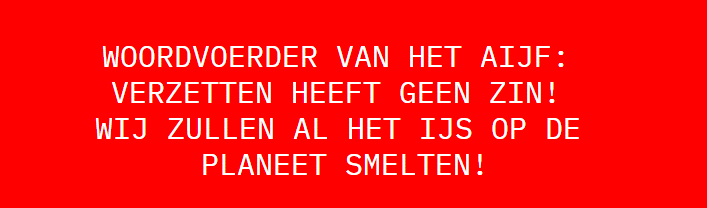 WOORDVOERDER VAN HET AIJF:
VERZETTEN HEEFT GEEN ZIN!
WIJ ZULLEN AL HET IJS OP DE
PLANEET SMELTEN!